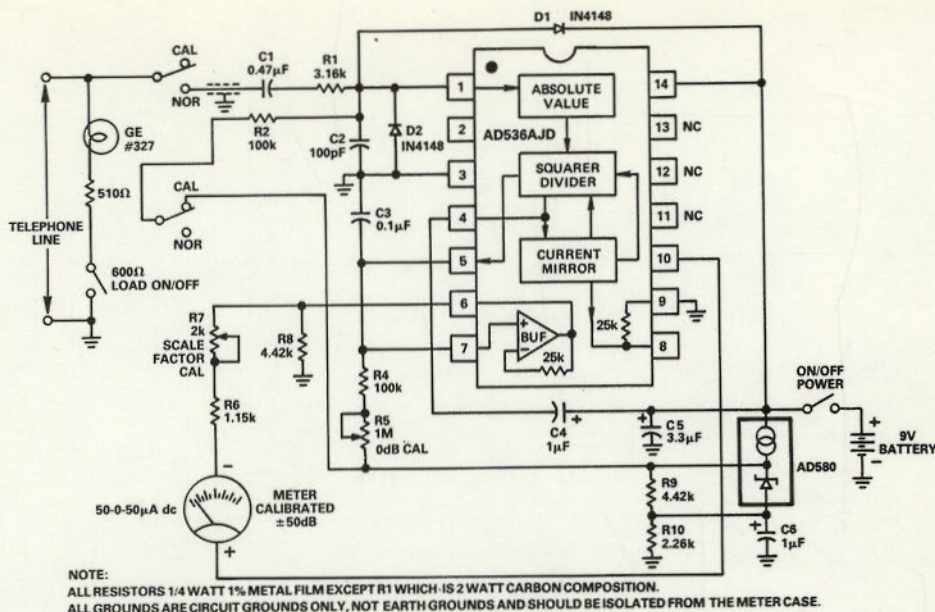 D1 IN4148
CAL
C1
0.47μF
R1
3.16k
NOR
R2
100k
C2
100pF
D2
IN4148
GE
#327
510Ω
TELEPHONE
LINE
600Ω
LOAD ON/OFF
CAL
NOR
C3
0.1μF
1
2
3
4
5
6
7
14
13
12
11
10
9
8
NC
NC
NC
ABSOLUTE
VALUE
AD536AJD
SQUARER
DIVIDER
CURRENT
MIRROR
25k
+
BUF
−
25k
R7
2k
SCALE
FACTOR
CAL
R8
4.42k
R6
1.15k
R4
100k
R5
1M
0dB CAL
C4
1μF
+
+
C5
3.3μF
ON/OFF
POWER
+
9V
BATTERY
−
AD580
R9
4.42k
R10
2.26k
+
C6
1μF
−
50-0-50μA dc
METER
CALIBRATED
±50dB
+
NOTE:
ALL RESISTORS 1/4 WATT 1% METAL FILM EXCEPT R1 WHICH IS 2 WATT CARBON COMPOSITION.
ALL GROUNDS ARE CIRCUIT GROUNDS ONLY, NOT EARTH GROUNDS AND SHOULD BE ISOLATED FROM THE METER CASE.